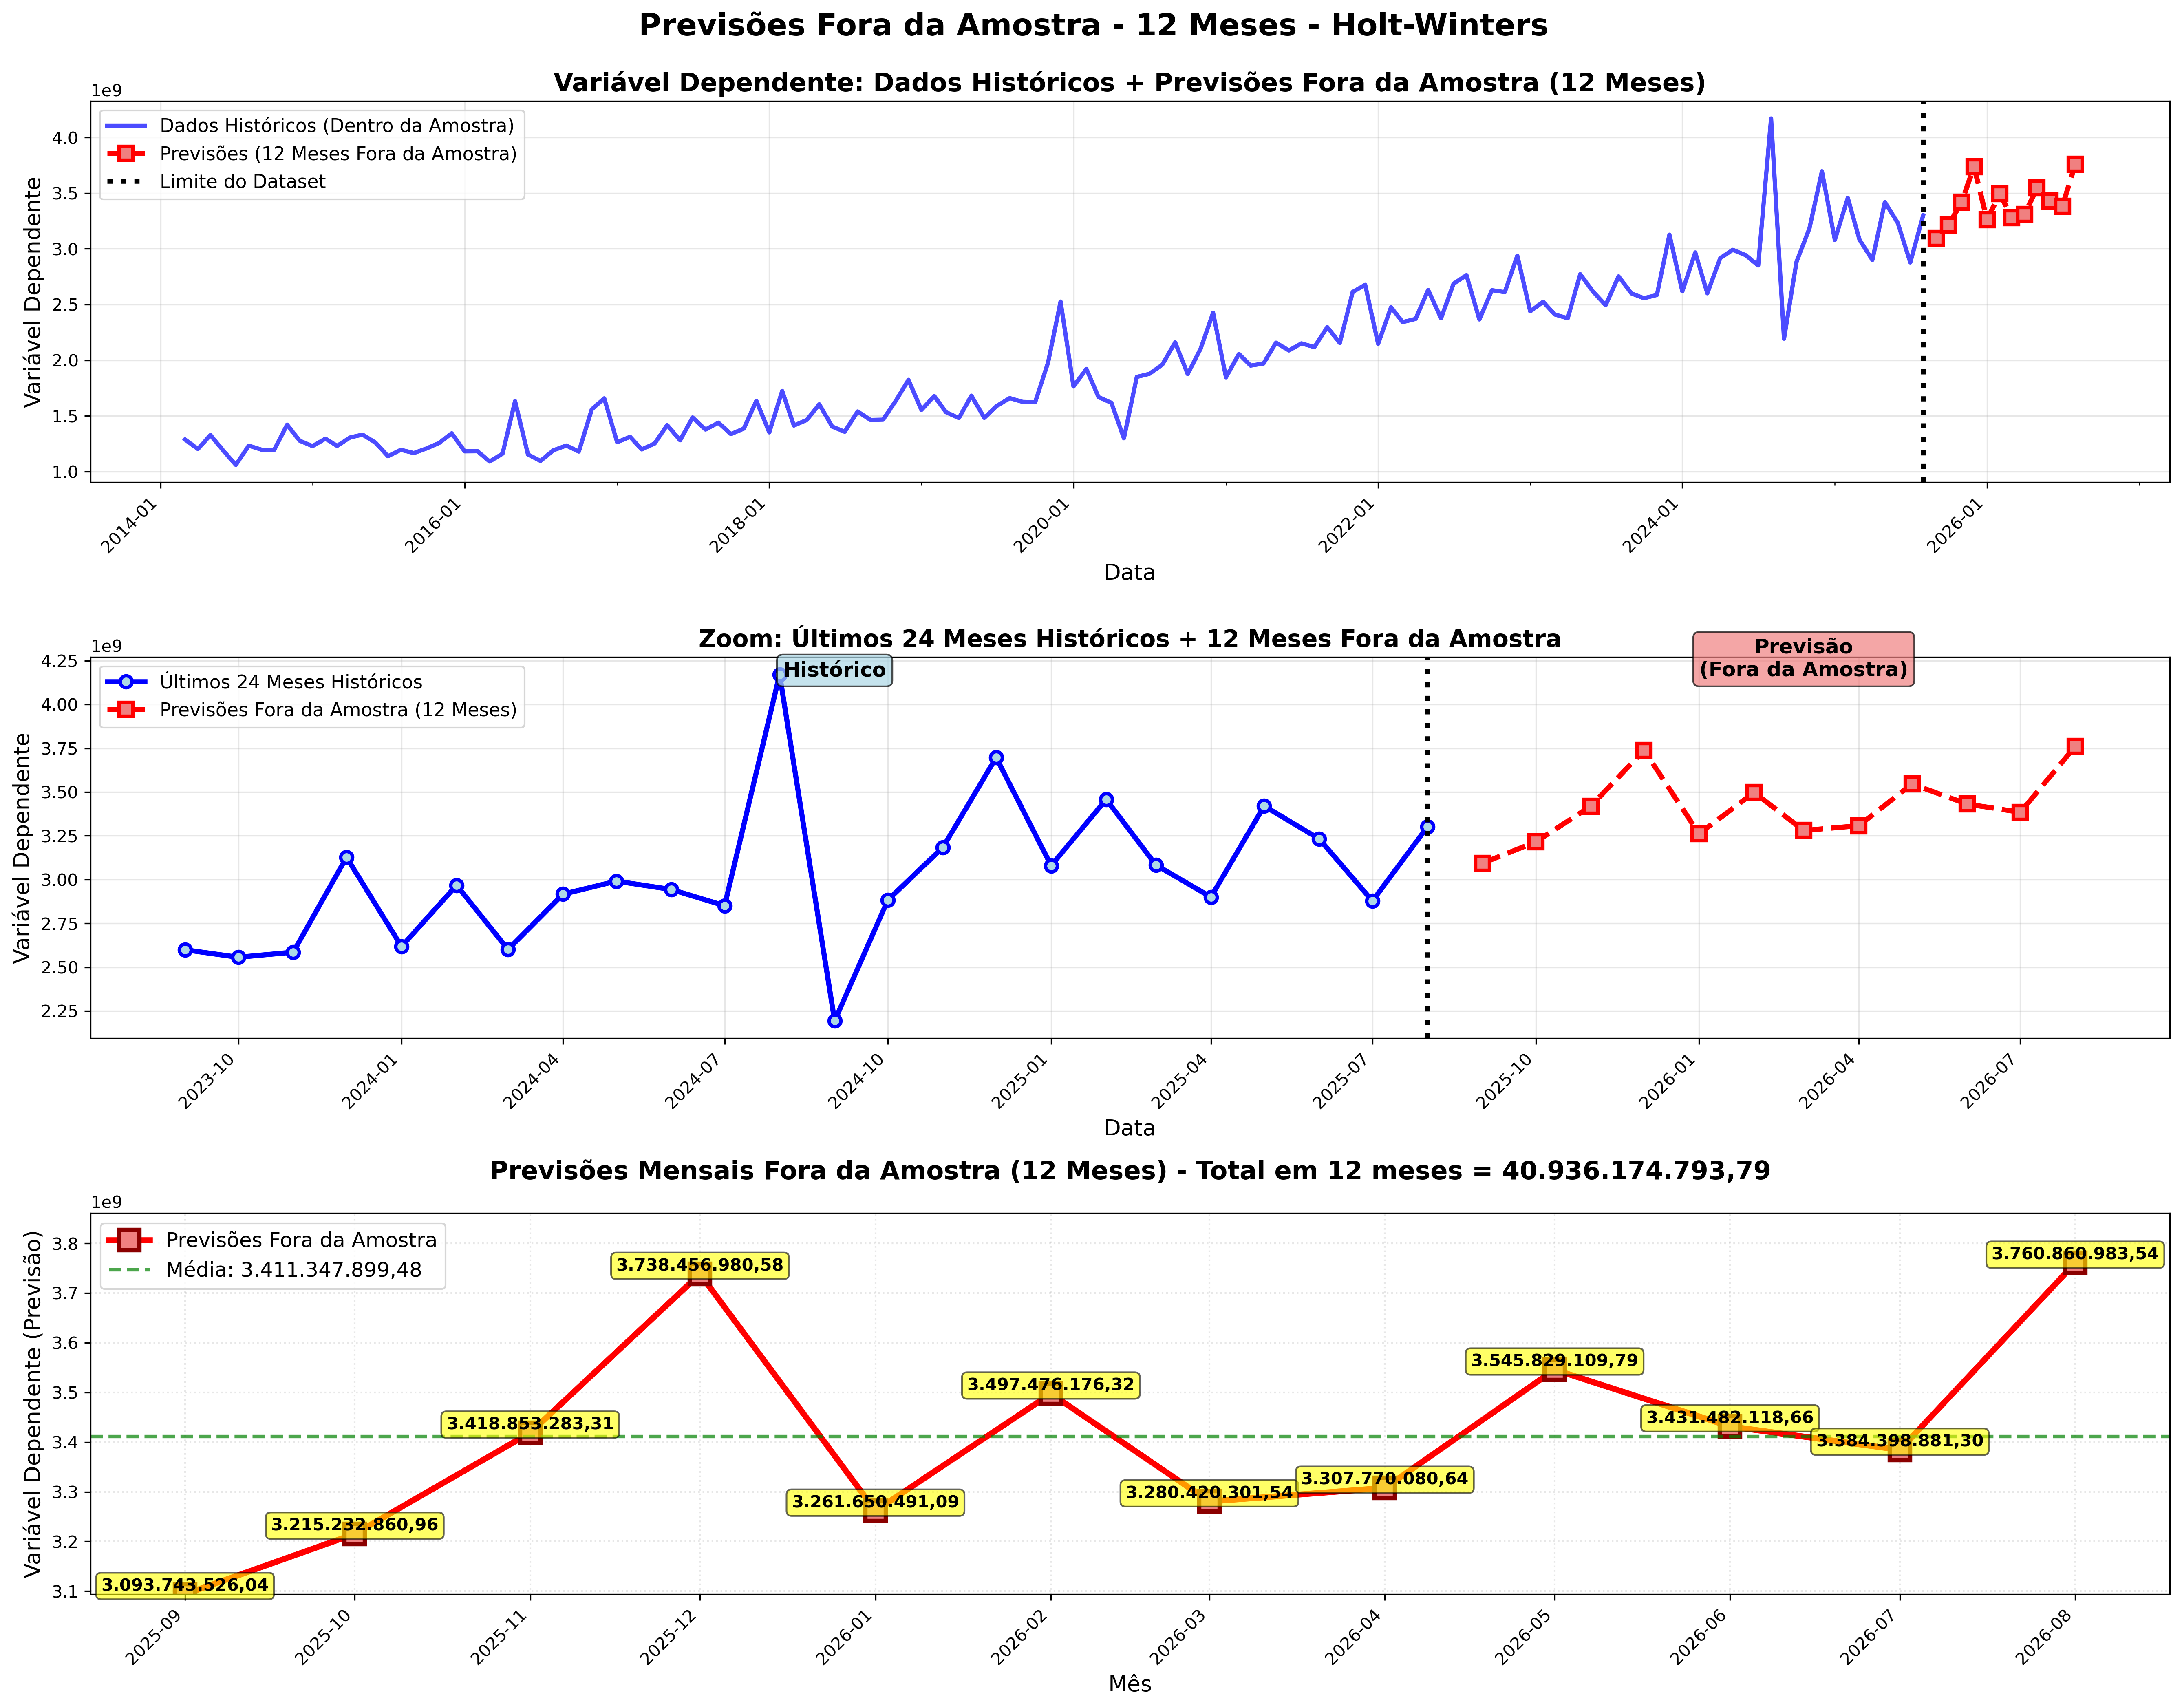 Previsões Fora da Amostra - 12 Meses - Holt-Winters
Variável Dependente: Dados Históricos + Previsões Fora da Amostra (12 Meses)
1e9
Dados Históricos (Dentro da Amostra)
Previsões (12 Meses Fora da Amostra)
Limite do Dataset
4.0
3.5
3.0
2.5
2.0
1.5
1.0
Variável Dependente
2014-01
2016-01
2018-01
2020-01
2022-01
2024-01
2026-01
Data
Zoom: Últimos 24 Meses Históricos + 12 Meses Fora da Amostra
1e9
Últimos 24 Meses Históricos
Previsões Fora da Amostra (12 Meses)
Histórico
Previsão
(Fora da Amostra)
4.25
4.00
3.75
3.50
3.25
3.00
2.75
2.50
2.25
Variável Dependente
2023-10
2024-01
2024-04
2024-07
2024-10
2025-01
2025-04
2025-07
2025-10
2026-01
2026-04
2026-07
Data
Previsões Mensais Fora da Amostra (12 Meses) - Total em 12 meses = 40.936.174.793,79
1e9
Previsões Fora da Amostra
Média: 3.411.347.899,48
3.8
3.7
3.6
3.5
3.4
3.3
3.2
3.1
Variável Dependente (Previsão)
3.093.743.526,04
3.215.232.860,96
3.418.853.283,31
3.738.456.980,58
3.261.650.491,09
3.497.476.176,32
3.280.420.301,54
3.307.770.080,64
3.545.829.109,79
3.431.482.118,66
3.384.398.881,30
3.760.860.983,54
2025-09
2025-10
2025-11
2025-12
2026-01
2026-02
2026-03
2026-04
2026-05
2026-06
2026-07
2026-08
Mês